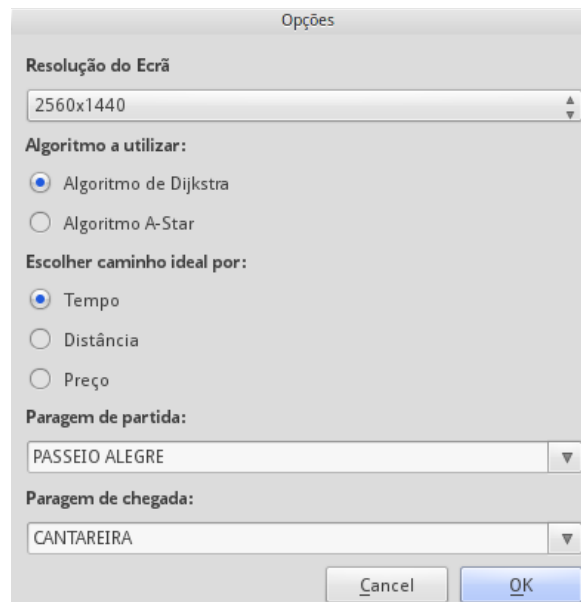 Opções
Resolução do Ecrã
2560x1440
Algoritmo a utilizar:
Algoritmo de Dijkstra
Algoritmo A-Star
Escolher caminho ideal por:
Tempo
Distância
Preço
Paragem de partida:
PASSEIO ALEGRE
Paragem de chegada:
CANTAREIRA
Cancel OK